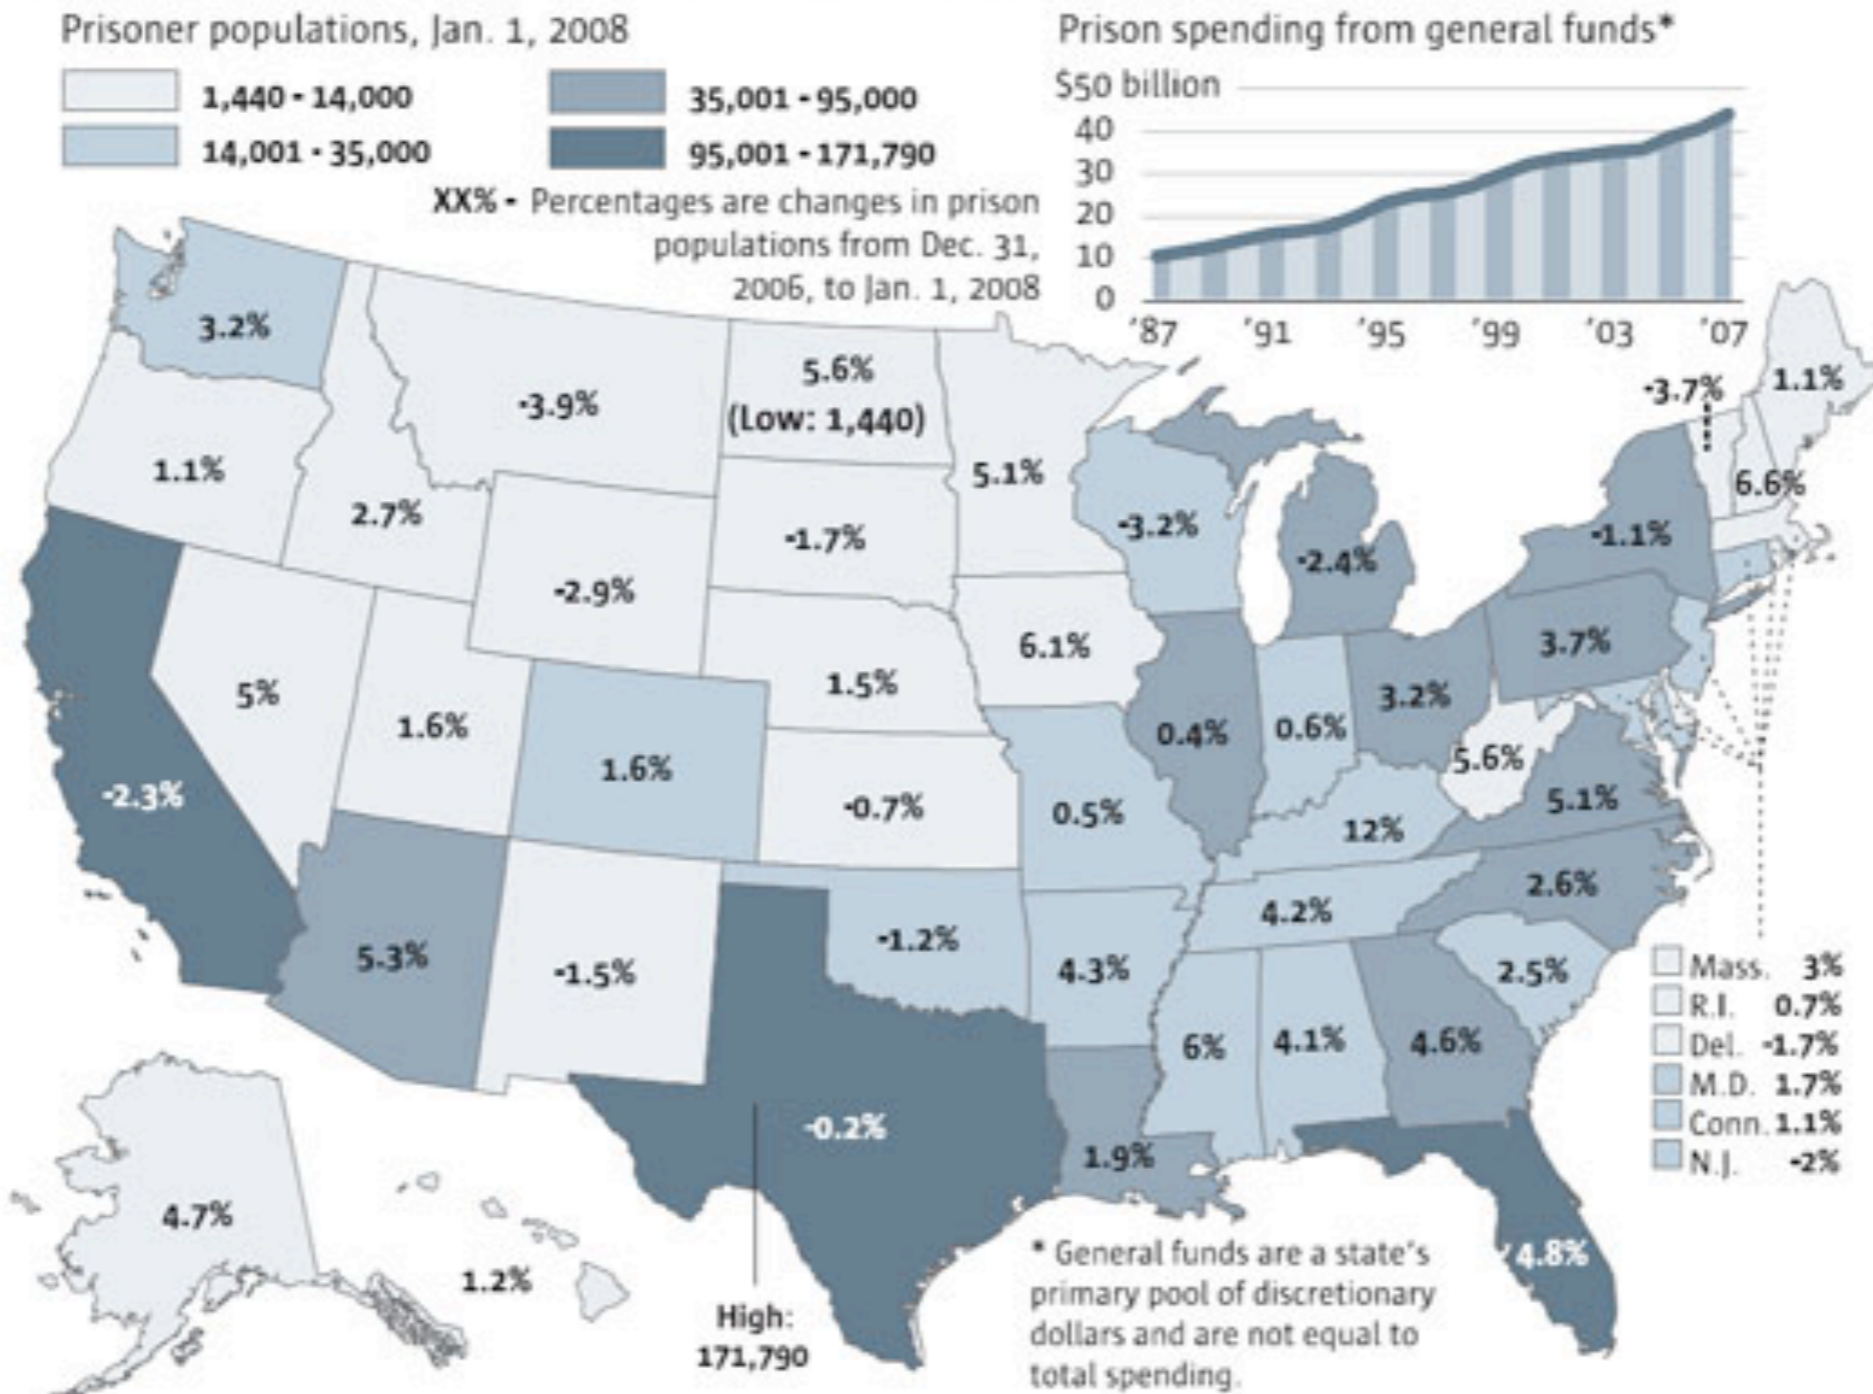 Prisoner populations, Jan. 1, 2008
1,440 - 14,000
14,001 - 35,000
35,001 - 95,000
95,001 - 171,790
XX% - Percentages are changes in prison
populations from Dec. 31,
2006, to Jan. 1, 2008
Prison spending from general funds*
$50 billion
40
30
20
10
0
'87 '91 '95 '99 '03 '07
3.2%
-3.9%
5.6%
(Low: 1,440)
5.1%
-3.7%
1.1%
1.1%
2.7%
6.6%
-1.7%
-3.2%
-2.4%
-1.1%
-2.9%
6.1%
3.7%
5%
1.6%
1.5%
0.4%
0.6%
3.2%
5.6%
-2.3%
1.6%
-0.7%
0.5%
12%
5.1%
5.3%
-1.5%
-1.2%
4.3%
4.2%
2.6%
2.5%
6%
4.1%
4.6%
-0.2%
1.9%
4.8%
Mass. 3%
R.I. 0.7%
Del. -1.7%
M.D. 1.7%
Conn. 1.1%
N.J. -2%
4.7%
1.2%
High:
171,790
* General funds are a state's
primary pool of discretionary
dollars and are not equal to
total spending.